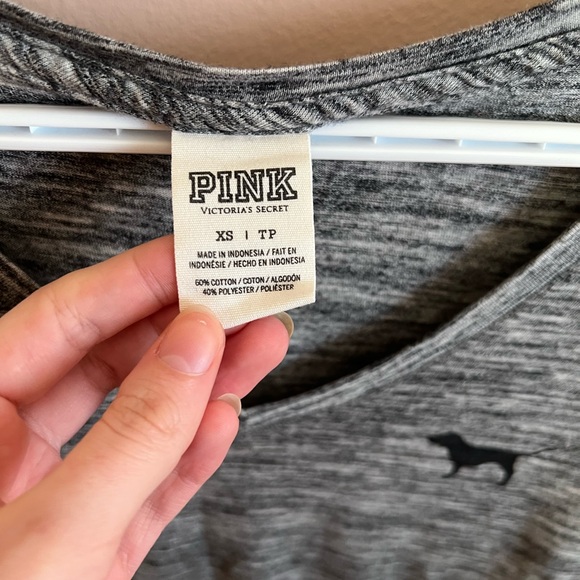 PINK
VICTORIA'S SECRET
XS | TP
MADE IN INDONESIA / FAIT EN
INDONÉSIE / HECHO EN INDONESIA
60% COTTON / COTON / ALGODÓN
40% POLYESTER / POLIÉSTER